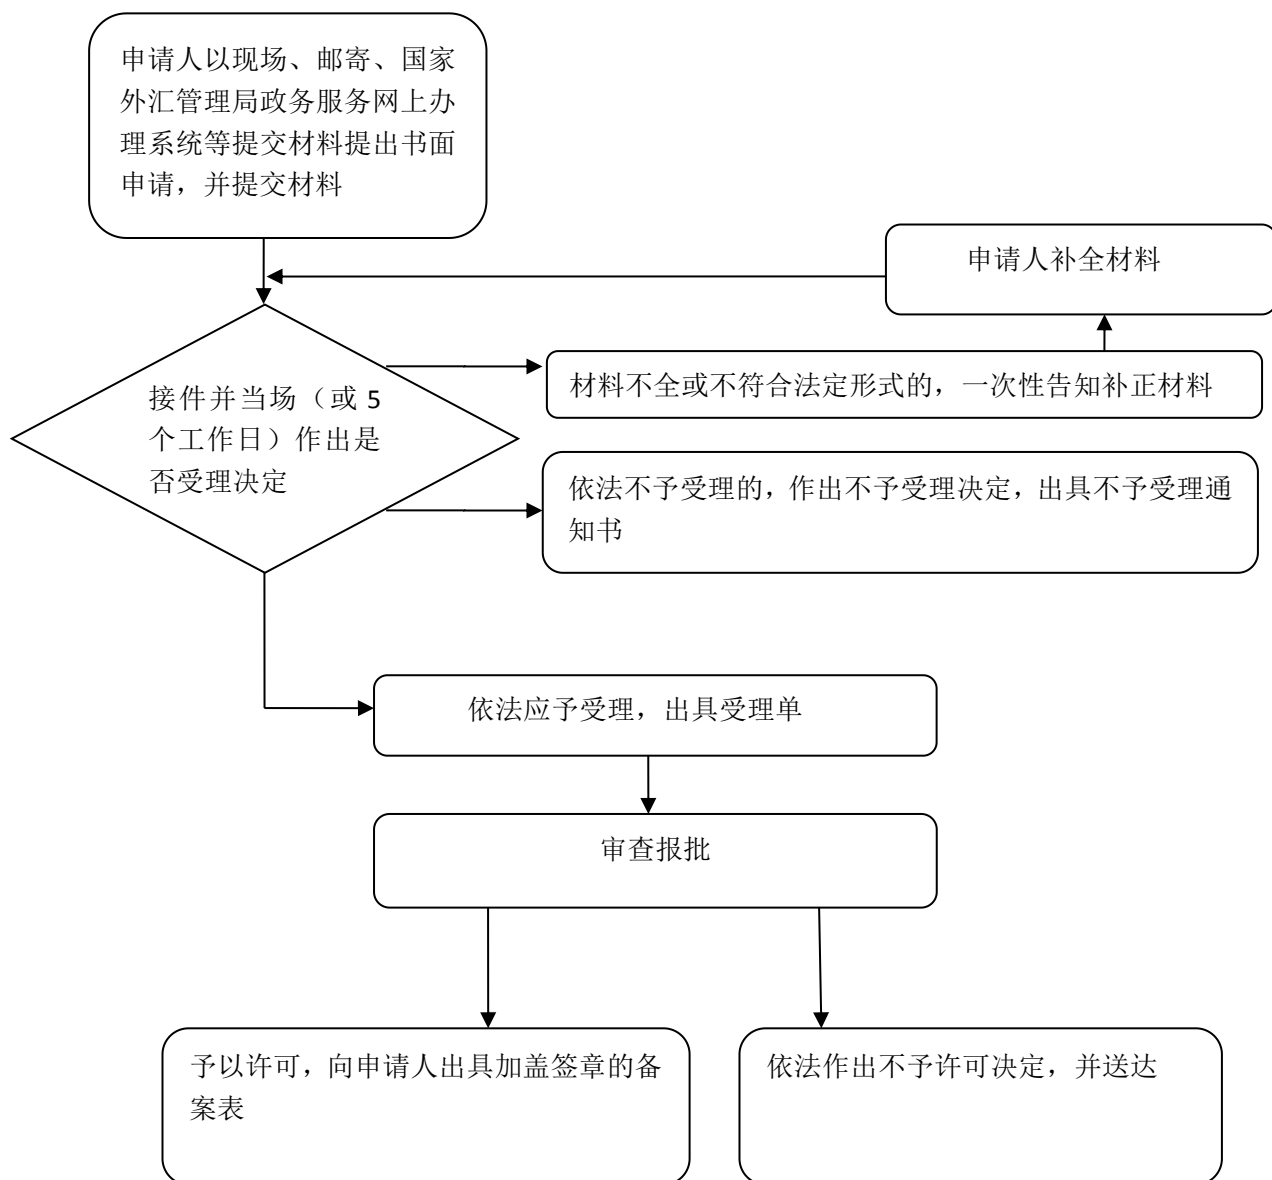 申请人以现场、邮寄、国家
外汇管理局政务服务网上办
理系统等提交材料提出书面
申请，并提交材料
申请人补全材料
材料不全或不符合法定形式的，一次性告知补正材料
接件并当场（或 5
个工作日）作出是
否受理决定
依法不予受理的，作出不予受理决定，出具不予受理通
知书
依法应予受理，出具受理单
审查报批
予以许可，向申请人出具加盖签章的备
案表
依法作出不予许可决定，并送达